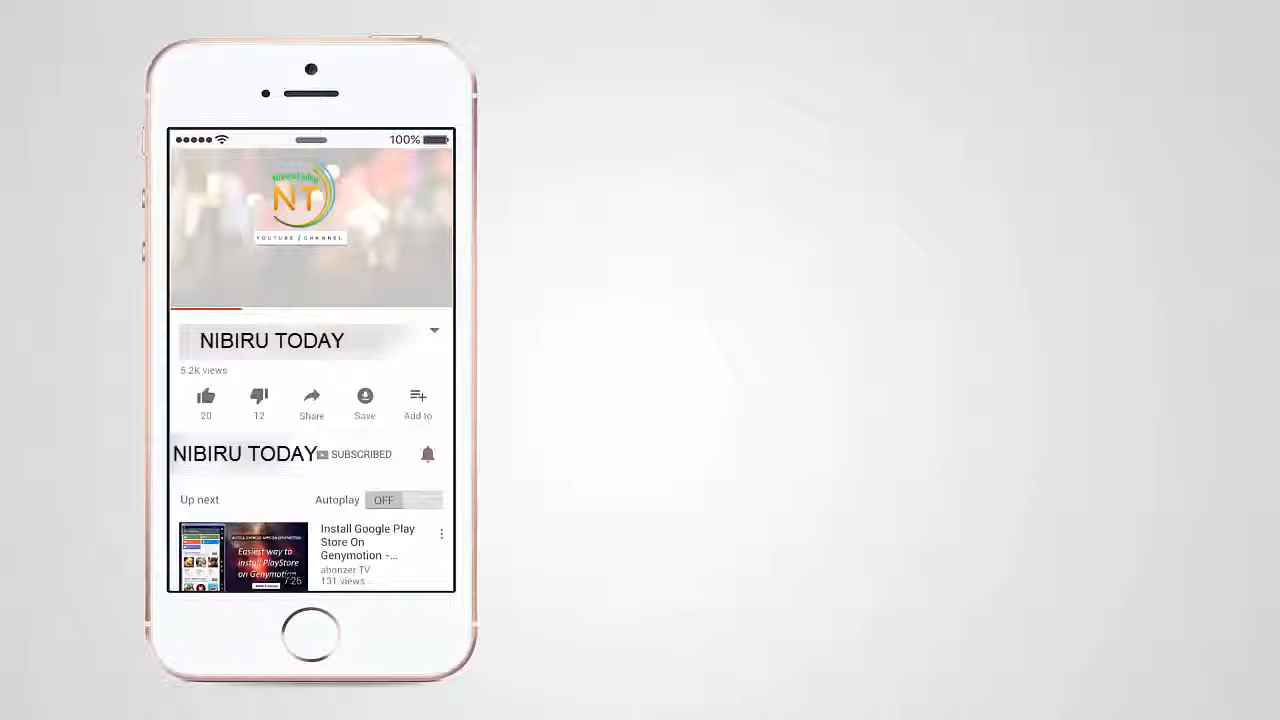 100%
NT
YOUTUBE / CHANNEL
NIBIRU TODAY
5.2K views
20 12 Share Save Add to
NIBIRU TODAY SUBSCRIBED
Up next Autoplay OFF
Install Google Play
Store On
Genymotion -...
abonzer TV
131 views
Easiest way to
install PlayStore
on Genymotion
7:26